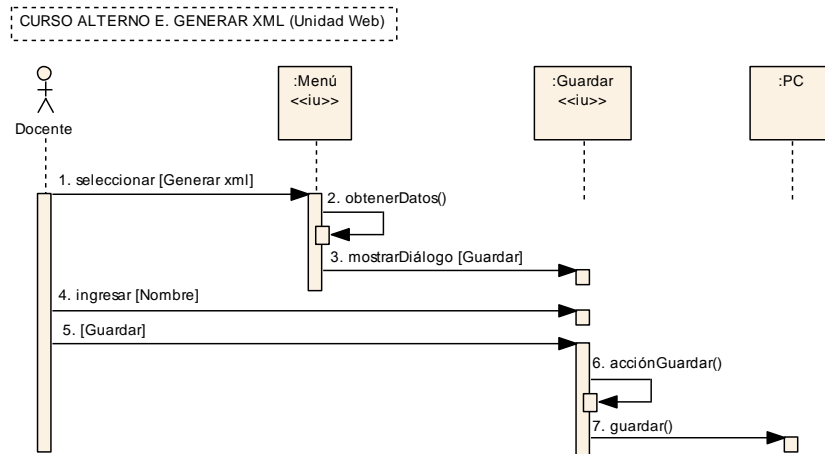 CURSO ALTERNO E. GENERAR XML (Unidad Web)
:Menú
<<iu>>
:Guardar
<<iu>>
:PC
Docente
1. seleccionar [Generar xml]
2. obtenerDatos()
3. mostrarDiálogo [Guardar]
4. ingresar [Nombre]
5. [Guardar]
6. acciónGuardar()
7. guardar()